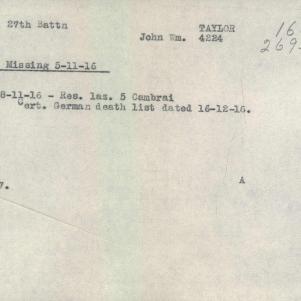 27th Battn
TAYLOR
John Wm. 4224
16
269
Missing 5-11-16
8-11-16 - Res. laz. 5 Cambrai
Cert. German death list dated 16-12-16.
7.
A